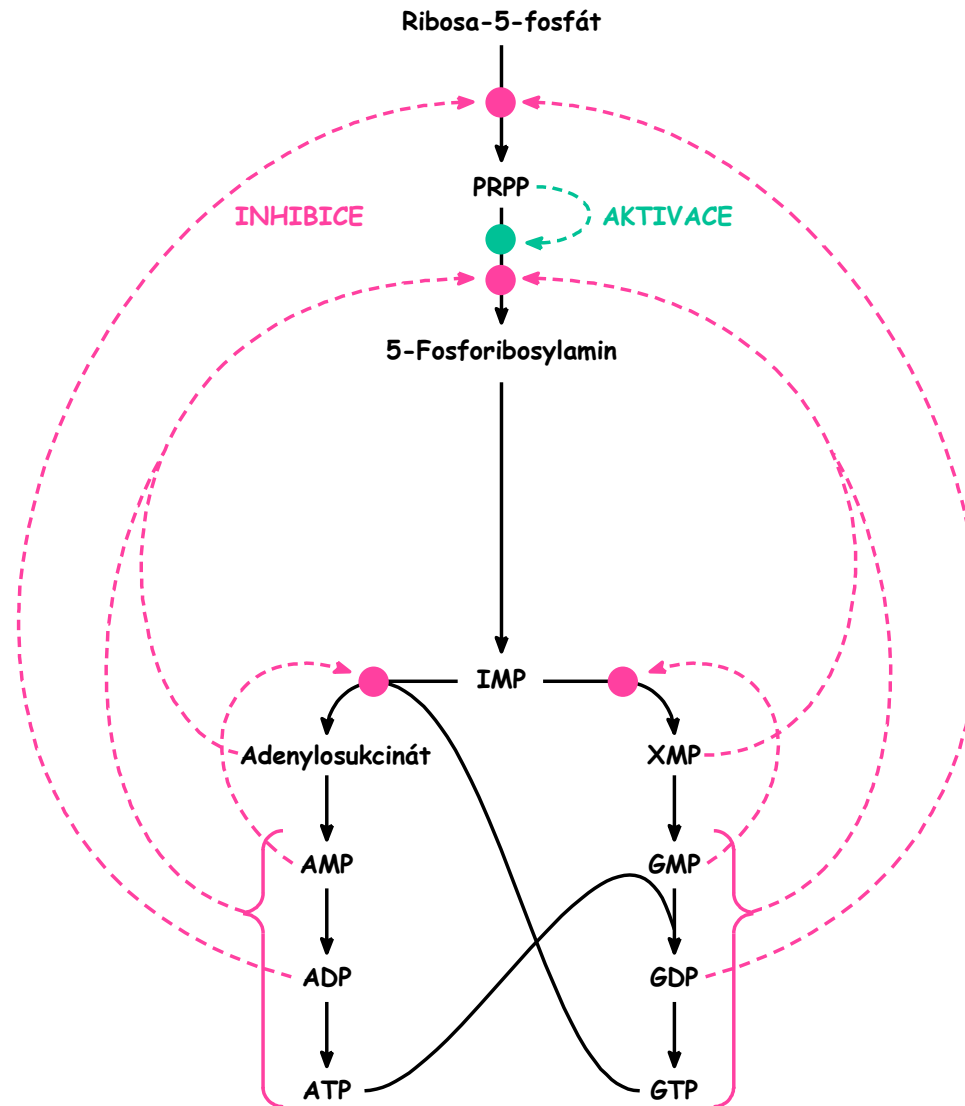 Ribosa-5-fosfát
PRPP
INHIBICE
AKTIVACE
5-Fosforibosylamin
IMP
Adenylosukcinát
XMP
AMP
GMP
ADP
GDP
ATP
GTP